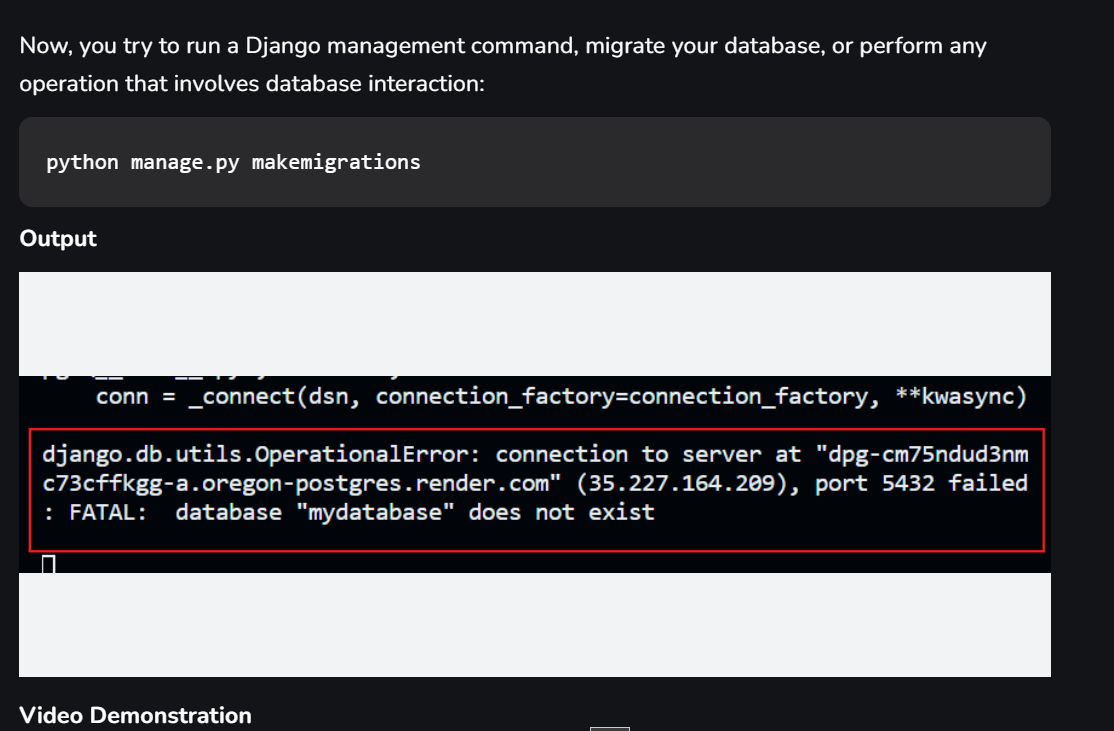 Now, you try to run a Django management command, migrate your database, or perform any
operation that involves database interaction:
python manage.py makemigrations
Output
conn = _connect(dsn, connection_factory=connection_factory, **kwasync)
django.db.utils.OperationalError: connection to server at "dpg-cm75ndud3nm
c73cffkgg-a.oregon-postgres.render.com" (35.227.164.209), port 5432 failed
: FATAL:  database "mydatabase" does not exist
Video Demonstration